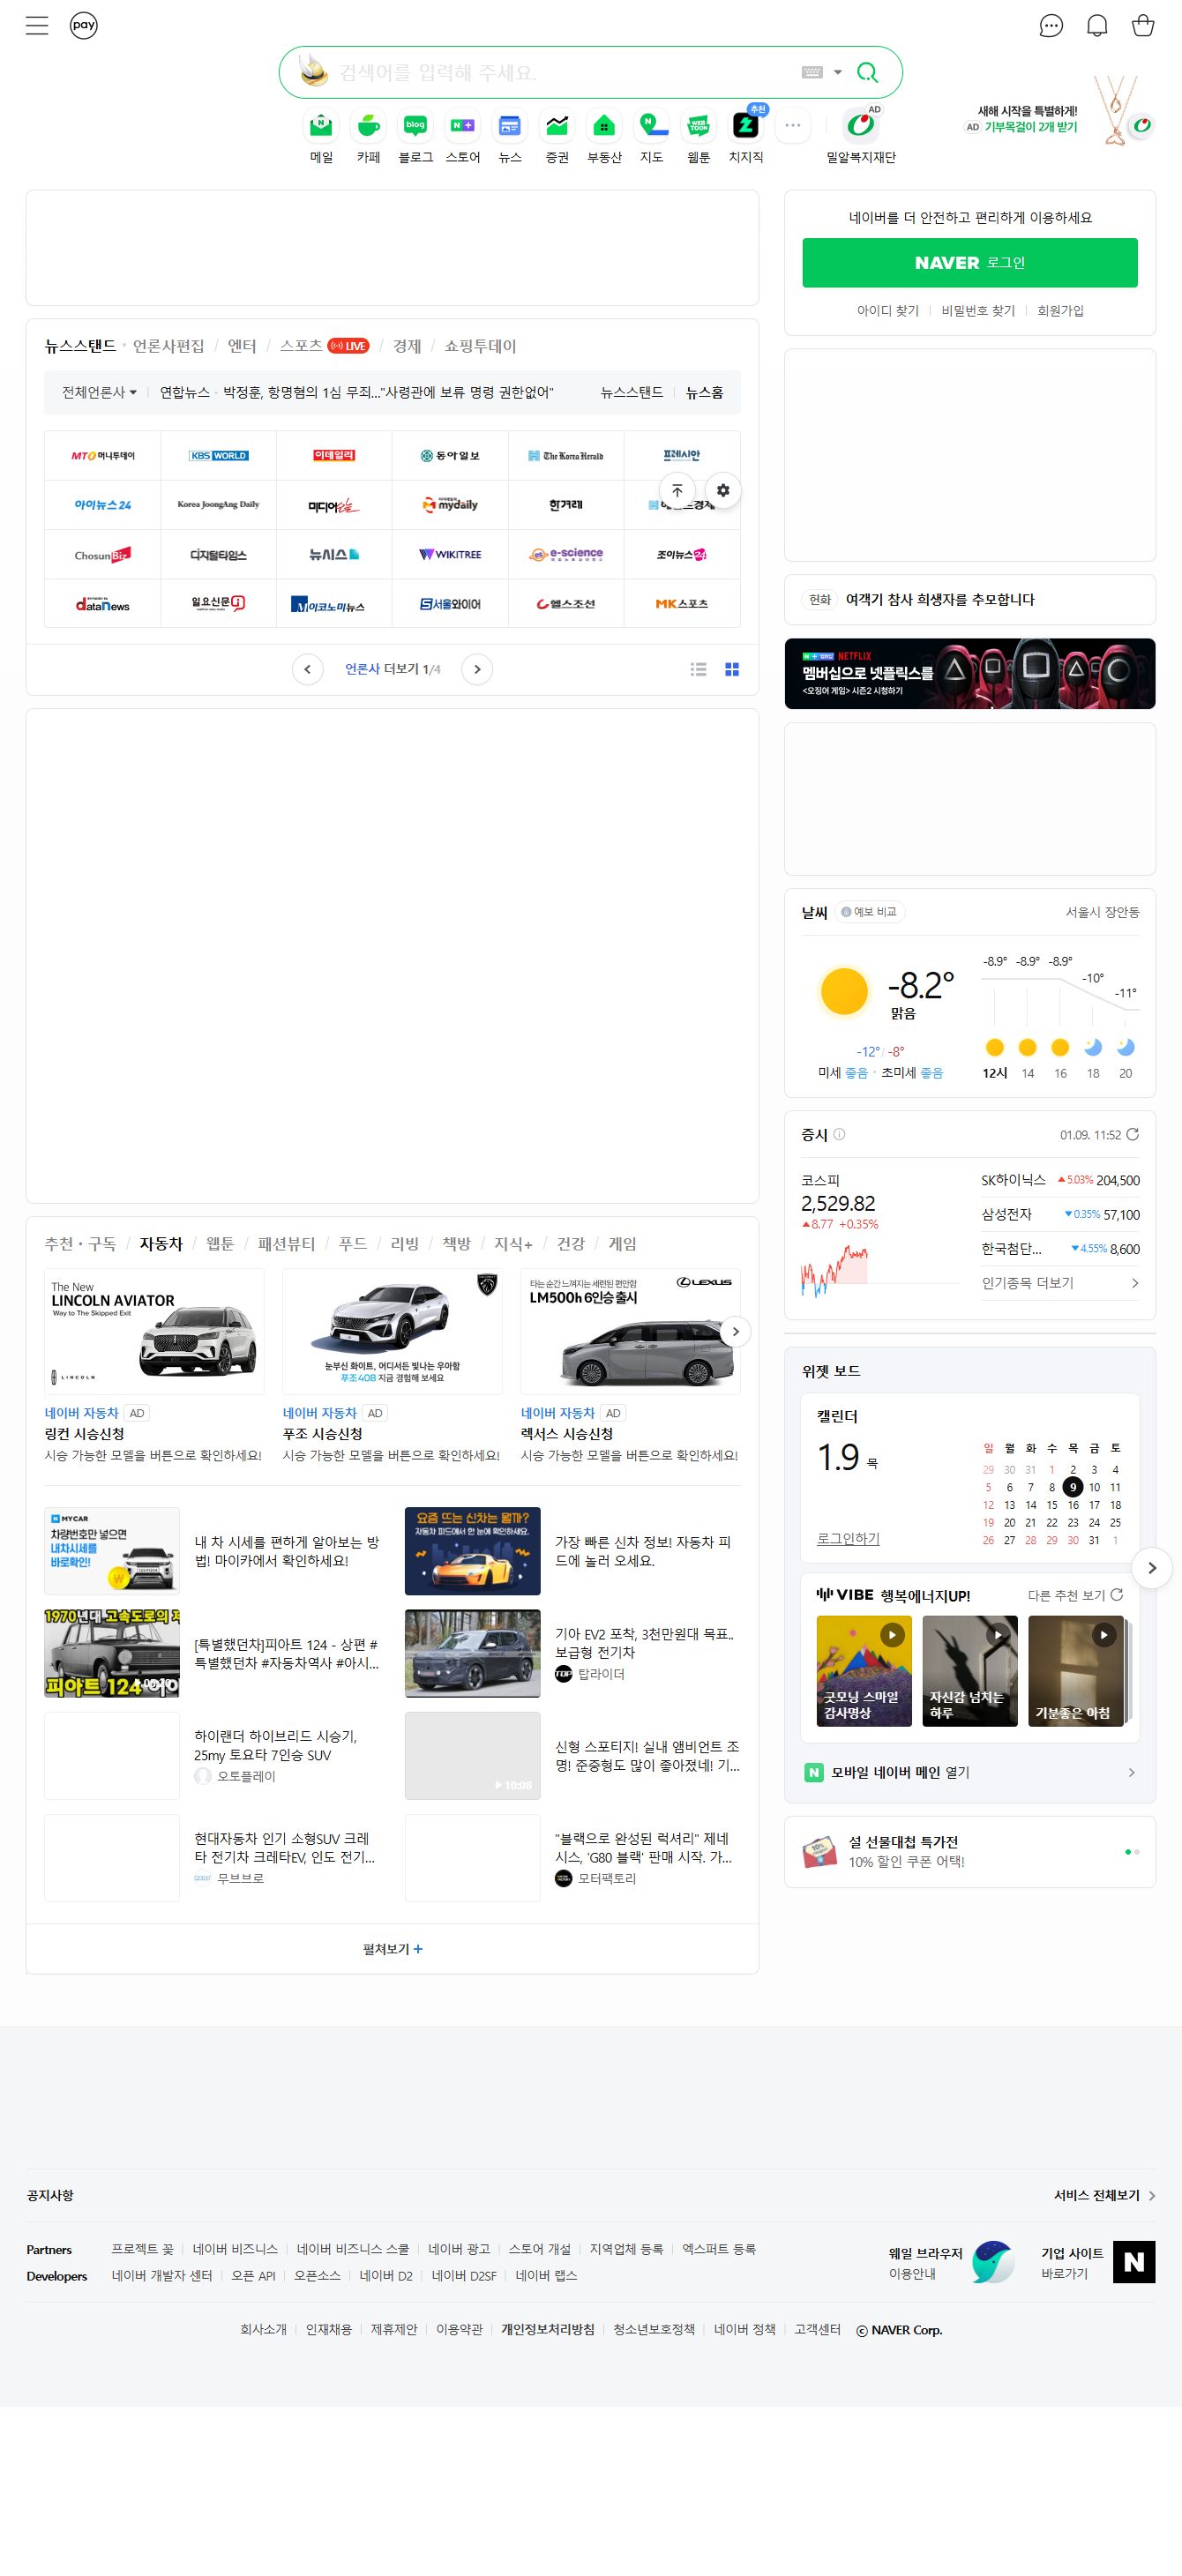 pay
검색어를 입력해 주세요.
메일
카페
blog
블로그
스토어
뉴스
증권
부동산
지도
WEB TOON
웹툰
추천
치지직
AD
밀알복지재단
새해 시작을 특별하게!
AD 기부목걸이 2개 받기
네이버를 더 안전하고 편리하게 이용하세요
NAVER 로그인
아이디 찾기
비밀번호 찾기
회원가입
뉴스스탠드 · 언론사편집 / 엔터 / 스포츠 LIVE / 경제 / 쇼핑투데이
전체언론사
연합뉴스 · 박정훈, 항명혐의 1심 무죄..."사령관에 보류 명령 권한없어"
뉴스스탠드
뉴스홈
MTO 머니투데이
KBS WORLD
이데일리
동아일보
The Korea Herald
프레시안
아이뉴스24
Korea JoongAng Daily
미디어오늘
mydaily
한겨레
ChosunBiz
디지털타임스
뉴시스
WIKITREE
e-science
조이뉴스24
dataNews
일요신문i
이코노미뉴스
서울와이어
헬스조선
MK스포츠
언론사 더보기 1/4
헌화 여객기 참사 희생자를 추모합니다
NETFLIX
멤버십으로 넷플릭스를
<오징어 게임> 시즌2 시청하기
날씨
예보 비교
서울시 장안동
-8.2°
맑음
-12° / -8°
미세 좋음 · 초미세 좋음
-8.9° -8.9° -8.9° -10° -11°
12시 14 16 18 20
증시
01.09. 11:52
코스피
2,529.82
▲8.77 +0.35%
SK하이닉스 ▲5.03% 204,500
삼성전자 ▼0.35% 57,100
한국첨단... ▼4.55% 8,600
인기종목 더보기
추천 · 구독 / 자동차 / 웹툰 / 패션뷰티 / 푸드 / 리빙 / 책방 / 지식+ / 건강 / 게임
The New
LINCOLN AVIATOR
Way to The Skipped Exit
LINCOLN
네이버 자동차 AD
링컨 시승신청
시승 가능한 모델을 버튼으로 확인하세요!
눈부신 화이트, 어디서든 빛나는 우아함
푸조 408 지금 경험해 보세요
네이버 자동차 AD
푸조 시승신청
시승 가능한 모델을 버튼으로 확인하세요!
타는 순간 느껴지는 세련된 편안함
LM500h 6인승 출시
LEXUS
네이버 자동차 AD
렉서스 시승신청
시승 가능한 모델을 버튼으로 확인하세요!
N MYCAR
차량번호만 넣으면
내차시세를
바로확인!
내 차 시세를 편하게 알아보는 방
법! 마이카에서 확인하세요!
요즘 뜨는 신차는 뭘까?
자동차 피드에서 한 눈에 확인하세요.
가장 빠른 신차 정보! 자동차 피
드에 놀러 오세요.
1970년대 고속도로의 제
피아트 124 이야
[특별했던차]피아트 124 - 상편 #
특별했던차 #자동차역사 #아시...
기아 EV2 포착, 3천만원대 목표..
보급형 전기차
탑라이더
하이랜더 하이브리드 시승기,
25my 토요타 7인승 SUV
오토플레이
10:08
신형 스포티지! 실내 앰비언트 조
명! 준중형도 많이 좋아졌네! 기...
현대자동차 인기 소형SUV 크레
타 전기차 크레타EV, 인도 전기...
무브브로
"블랙으로 완성된 럭셔리" 제네
시스, 'G80 블랙' 판매 시작. 가...
모터팩토리
펼쳐보기 +
위젯 보드
캘린더
1.9 목
일 월 화 수 목 금 토
29 30 31 1 2 3 4
5 6 7 8 9 10 11
12 13 14 15 16 17 18
19 20 21 22 23 24 25
26 27 28 29 30 31 1
로그인하기
VIBE 행복에너지UP!
다른 추천 보기
굿모닝 스마일
감사명상
자신감 넘치는
하루
기분좋은 아침
N 모바일 네이버 메인 열기
설 선물대첩 특가전
10% 할인 쿠폰 어택!
공지사항
서비스 전체보기
Partners 프로젝트 꽃 네이버 비즈니스 네이버 비즈니스 스쿨 네이버 광고 스토어 개설 지역업체 등록 엑스퍼트 등록
Developers 네이버 개발자 센터 오픈 API 오픈소스 네이버 D2 네이버 D2SF 네이버 랩스
웨일 브라우저
이용안내
기업 사이트
바로가기
N
회사소개 인재채용 제휴제안 이용약관 개인정보처리방침 청소년보호정책 네이버 정책 고객센터 ⓒ NAVER Corp.